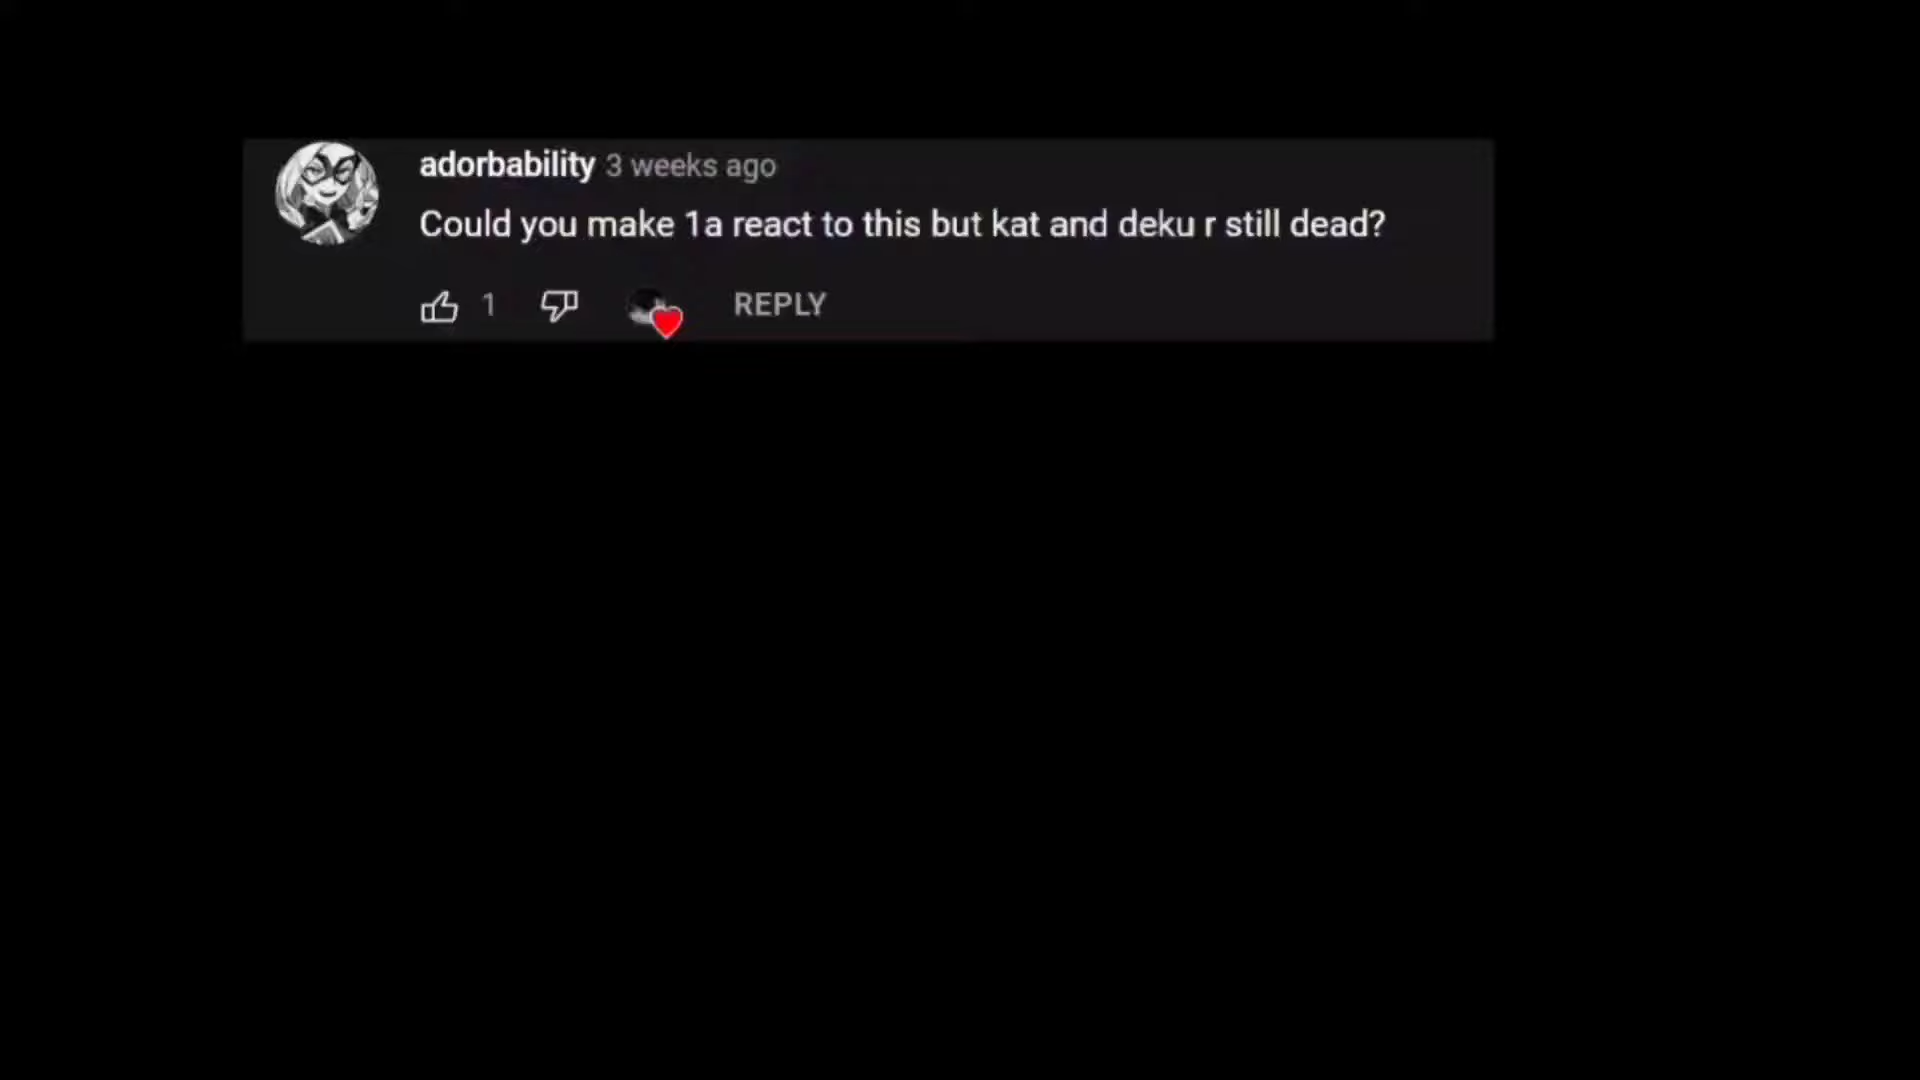 adorbability 3 weeks ago
Could you make 1a react to this but kat and deku r still dead?
1 REPLY